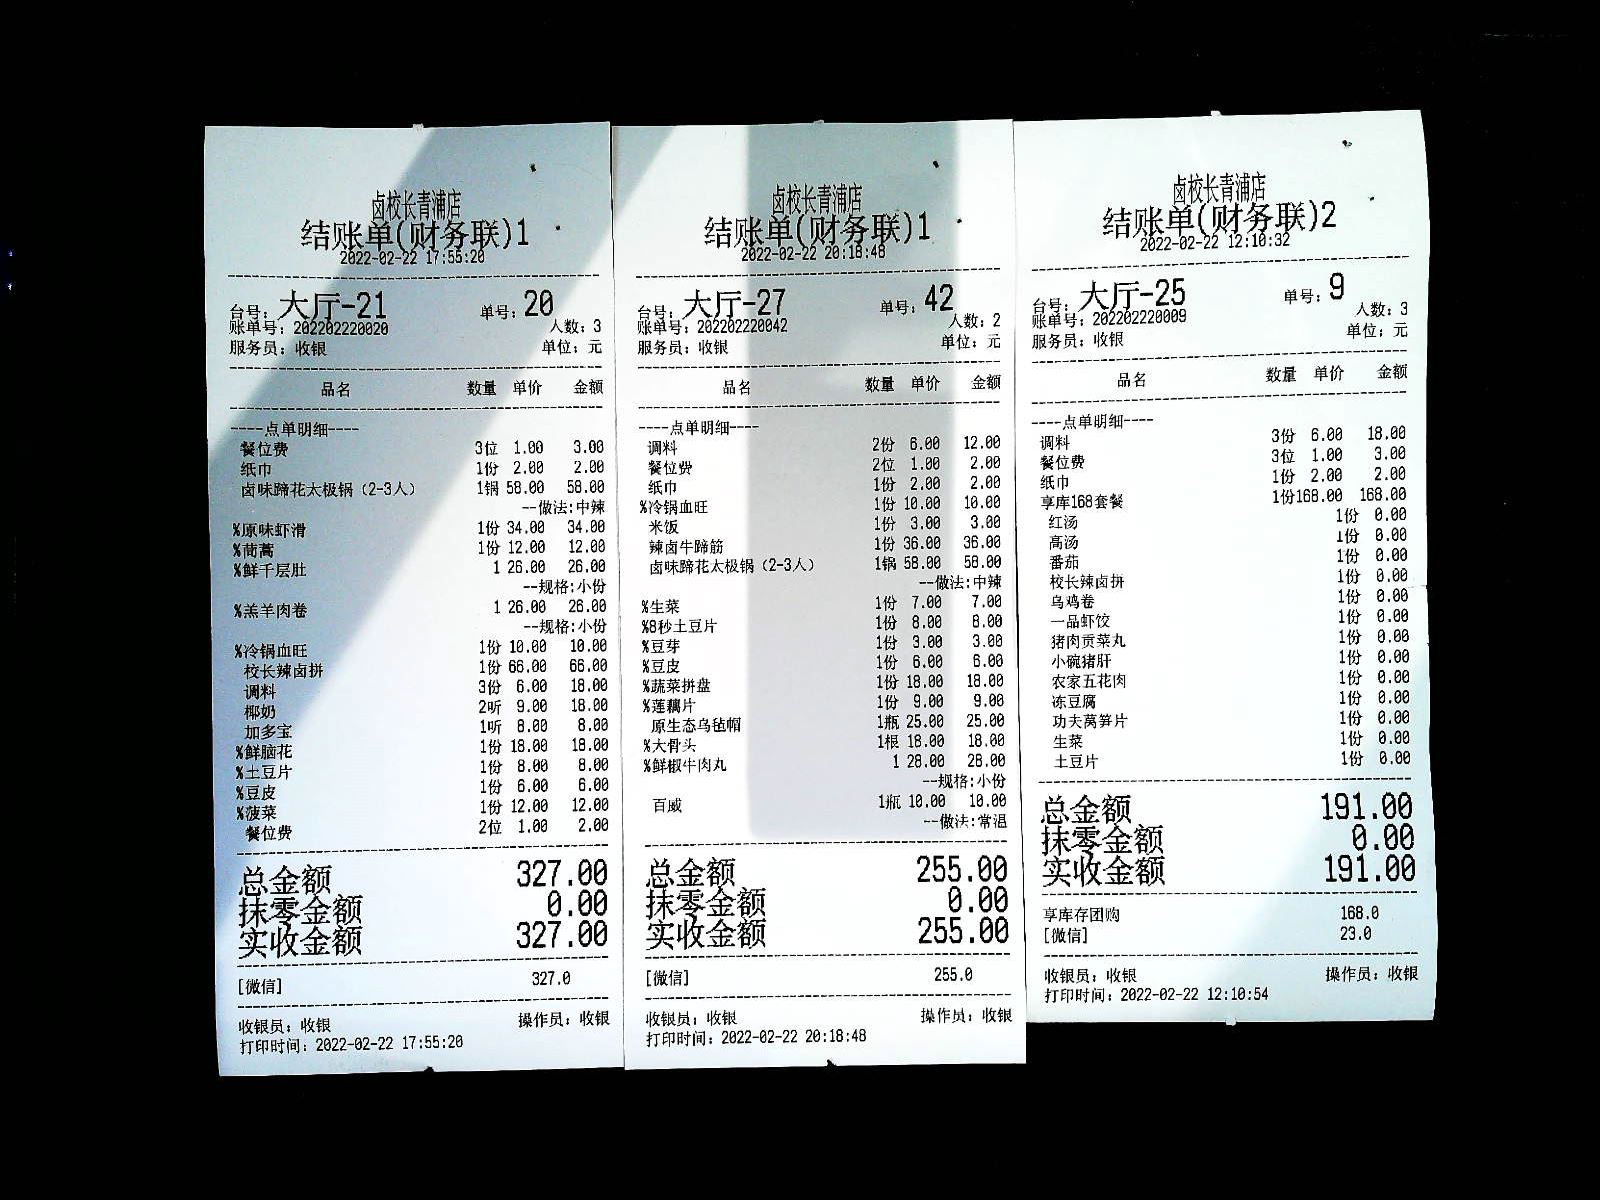 卤校长青浦店
结账单(财务联)1
2022-02-22 17:55:20
台号: 大厅-21 单号: 20
账单号: 202202220020 人数: 3
服务员: 收银 单位: 元
品名 数量 单价 金额
----点单明细----
餐位费 3位 1.00 3.00
纸巾 1份 2.00 2.00
卤味蹄花太极锅（2-3人） 1锅 58.00 58.00
--做法:中辣
%原味虾滑 1份 34.00 34.00
%茼蒿 1份 12.00 12.00
%鲜千层肚 1 26.00 26.00
--规格:小份
%羔羊肉卷 1 26.00 26.00
--规格:小份
%冷锅血旺 1份 10.00 10.00
校长辣卤拼 1份 66.00 66.00
调料 3份 6.00 18.00
椰奶 2听 9.00 18.00
加多宝 1听 8.00 8.00
%鲜脑花 1份 18.00 18.00
%土豆片 1份 8.00 8.00
%豆皮 1份 6.00 6.00
%菠菜 1份 12.00 12.00
餐位费 2位 1.00 2.00
总金额 327.00
抹零金额 0.00
实收金额 327.00
[微信] 327.0
收银员: 收银 操作员: 收银
打印时间: 2022-02-22 17:55:20
卤校长青浦店
结账单(财务联)1
2022-02-22 20:18:48
台号: 大厅-27 单号: 42
账单号: 202202220042 人数: 2
服务员: 收银 单位: 元
品名 数量 单价 金额
----点单明细----
调料 2份 6.00 12.00
餐位费 2位 1.00 2.00
纸巾 1份 2.00 2.00
%冷锅血旺 1份 10.00 10.00
米饭 1份 3.00 3.00
辣卤牛蹄筋 1份 36.00 36.00
卤味蹄花太极锅（2-3人） 1锅 58.00 58.00
--做法:中辣
%生菜 1份 7.00 7.00
%8秒土豆片 1份 8.00 8.00
%豆芽 1份 3.00 3.00
%豆皮 1份 6.00 6.00
%蔬菜拼盘 1份 18.00 18.00
%莲藕片 1份 9.00 9.00
原生态乌毡帽 1瓶 25.00 25.00
%大骨头 1根 18.00 18.00
%鲜椒牛肉丸 1 28.00 28.00
--规格:小份
百威 1瓶 10.00 10.00
--做法:常温
总金额 255.00
抹零金额 0.00
实收金额 255.00
[微信] 255.0
收银员: 收银 操作员: 收银
打印时间: 2022-02-22 20:18:48
卤校长青浦店
结账单(财务联)2
2022-02-22 12:10:32
台号: 大厅-25 单号: 9
账单号: 202202220009 人数: 3
服务员: 收银 单位: 元
品名 数量 单价 金额
----点单明细----
调料 3份 6.00 18.00
餐位费 3位 1.00 3.00
纸巾 1份 2.00 2.00
享库168套餐 1份168.00 168.00
红汤 1份 0.00
高汤 1份 0.00
番茄 1份 0.00
校长辣卤拼 1份 0.00
乌鸡卷 1份 0.00
一品虾饺 1份 0.00
猪肉贡菜丸 1份 0.00
小碗猪肝 1份 0.00
农家五花肉 1份 0.00
冻豆腐 1份 0.00
功夫莴笋片 1份 0.00
生菜 1份 0.00
土豆片 1份 0.00
总金额 191.00
抹零金额 0.00
实收金额 191.00
享库存团购 168.0
[微信] 23.0
收银员: 收银 操作员: 收银
打印时间: 2022-02-22 12:10:54